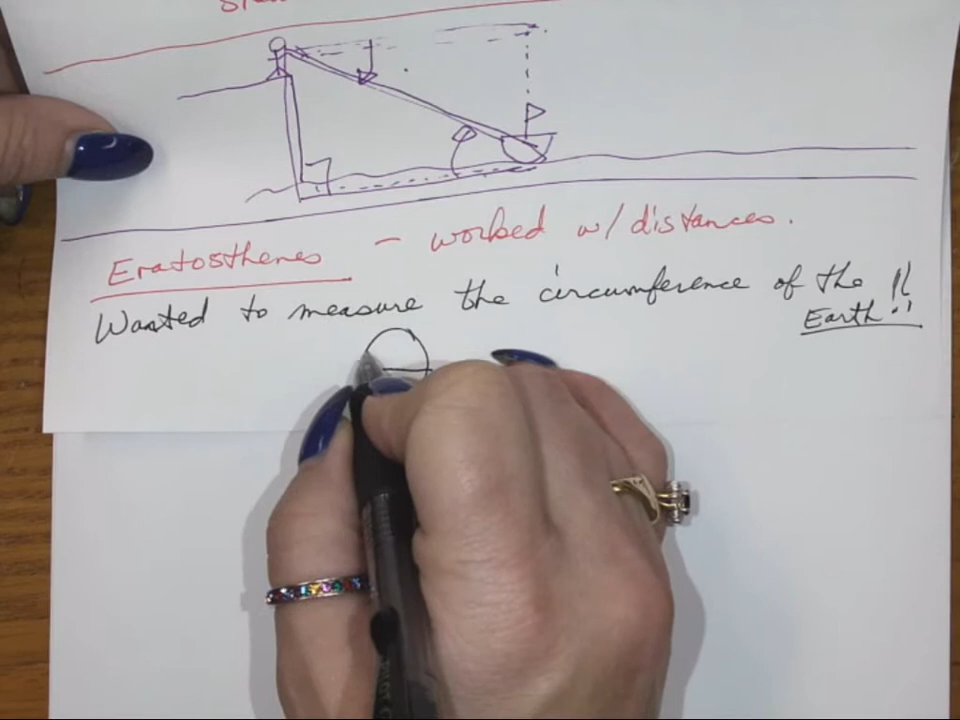 Eratosthenes - worked w/ distances.
Wanted to measure the circumference of the
Earth!!